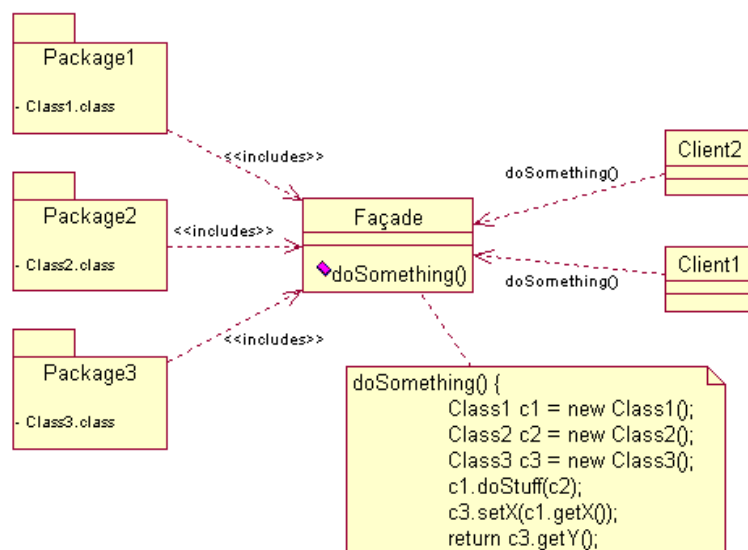 Package1
- Class1.class
<<includes>>
Package2
- Class2.class
<<includes>>
Package3
- Class3.class
<<includes>>
Façade
doSomething()
doSomething()
Client2
doSomething()
Client1
doSomething() {
Class1 c1 = new Class1();
Class2 c2 = new Class2();
Class3 c3 = new Class3();
c1.doStuff(c2);
c3.setX(c1.getX());
return c3.getY();